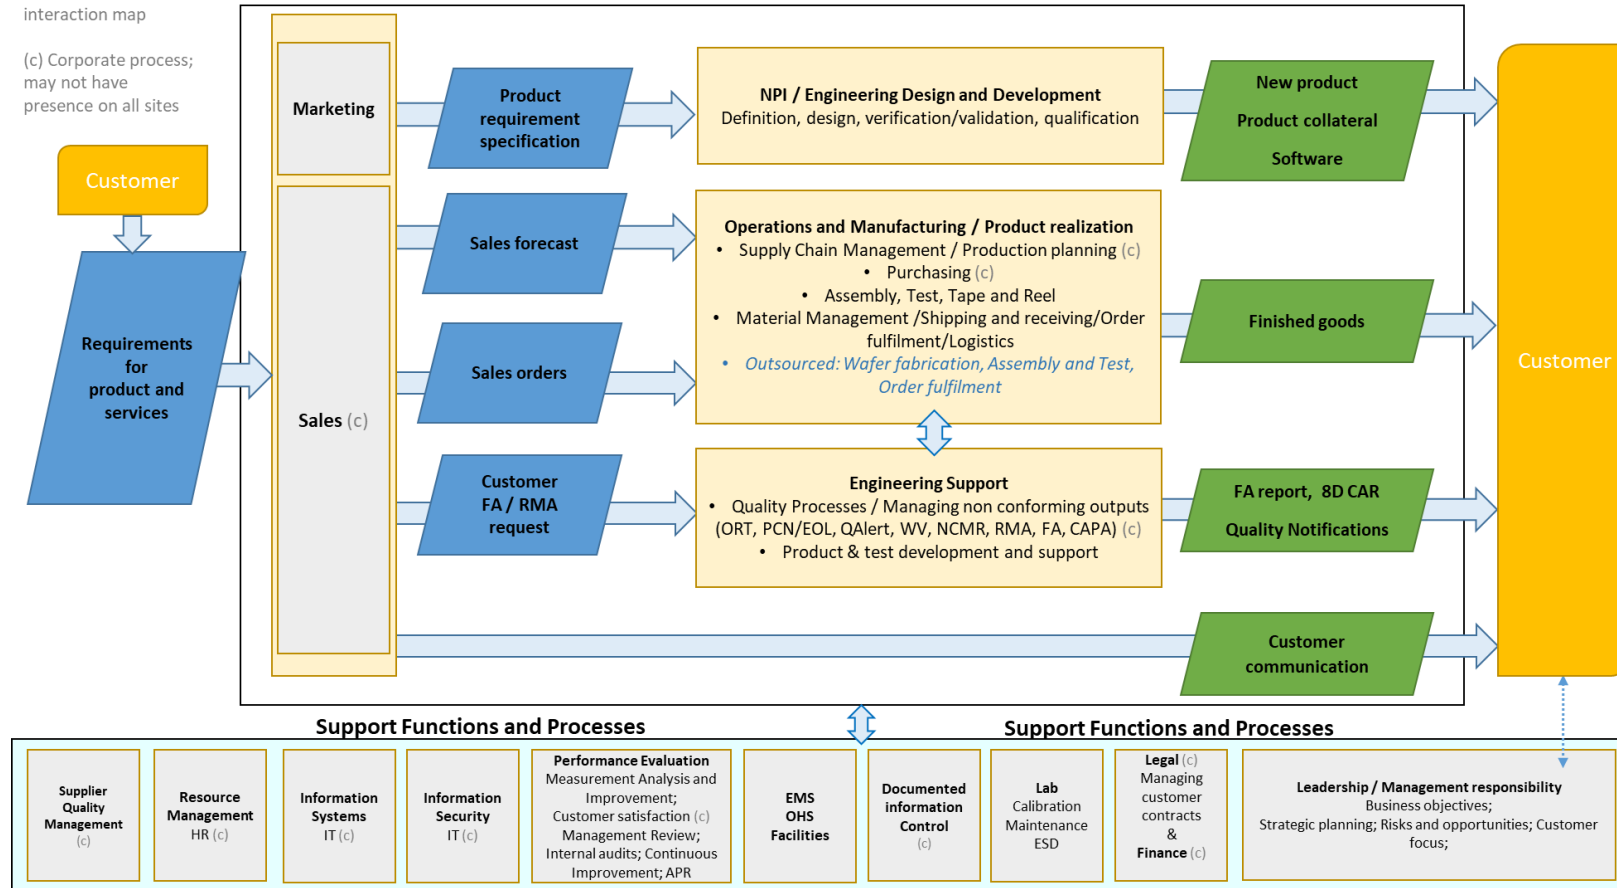 interaction map
(c) Corporate process;
may not have
presence on all sites
Customer
Requirements
for
product and
services
Marketing
Sales (c)
Product
requirement
specification
Sales forecast
Sales orders
Customer
FA / RMA
request
NPI / Engineering Design and Development
Definition, design, verification/validation, qualification
Operations and Manufacturing / Product realization
• Supply Chain Management / Production planning (c)
• Purchasing (c)
• Assembly, Test, Tape and Reel
• Material Management /Shipping and receiving/Order
fulfilment/Logistics
• Outsourced: Wafer fabrication, Assembly and Test,
Order fulfilment
Engineering Support
• Quality Processes / Managing non conforming outputs
(ORT, PCN/EOL, QAlert, WV, NCMR, RMA, FA, CAPA) (c)
• Product & test development and support
New product
Product collateral
Software
Finished goods
FA report, 8D CAR
Quality Notifications
Customer
communication
Customer
Support Functions and Processes
Support Functions and Processes
Supplier
Quality
Management
(c)
Resource
Management
HR (c)
Information
Systems
IT (c)
Information
Security
IT (c)
Performance Evaluation
Measurement Analysis and
Improvement;
Customer satisfaction (c)
Management Review;
Internal audits; Continuous
Improvement; APR
EMS
OHS
Facilities
Documented
information
Control
(c)
Lab
Calibration
Maintenance
ESD
Legal (c)
Managing
customer
contracts
&
Finance (c)
Leadership / Management responsibility
Business objectives;
Strategic planning; Risks and opportunities; Customer
focus;